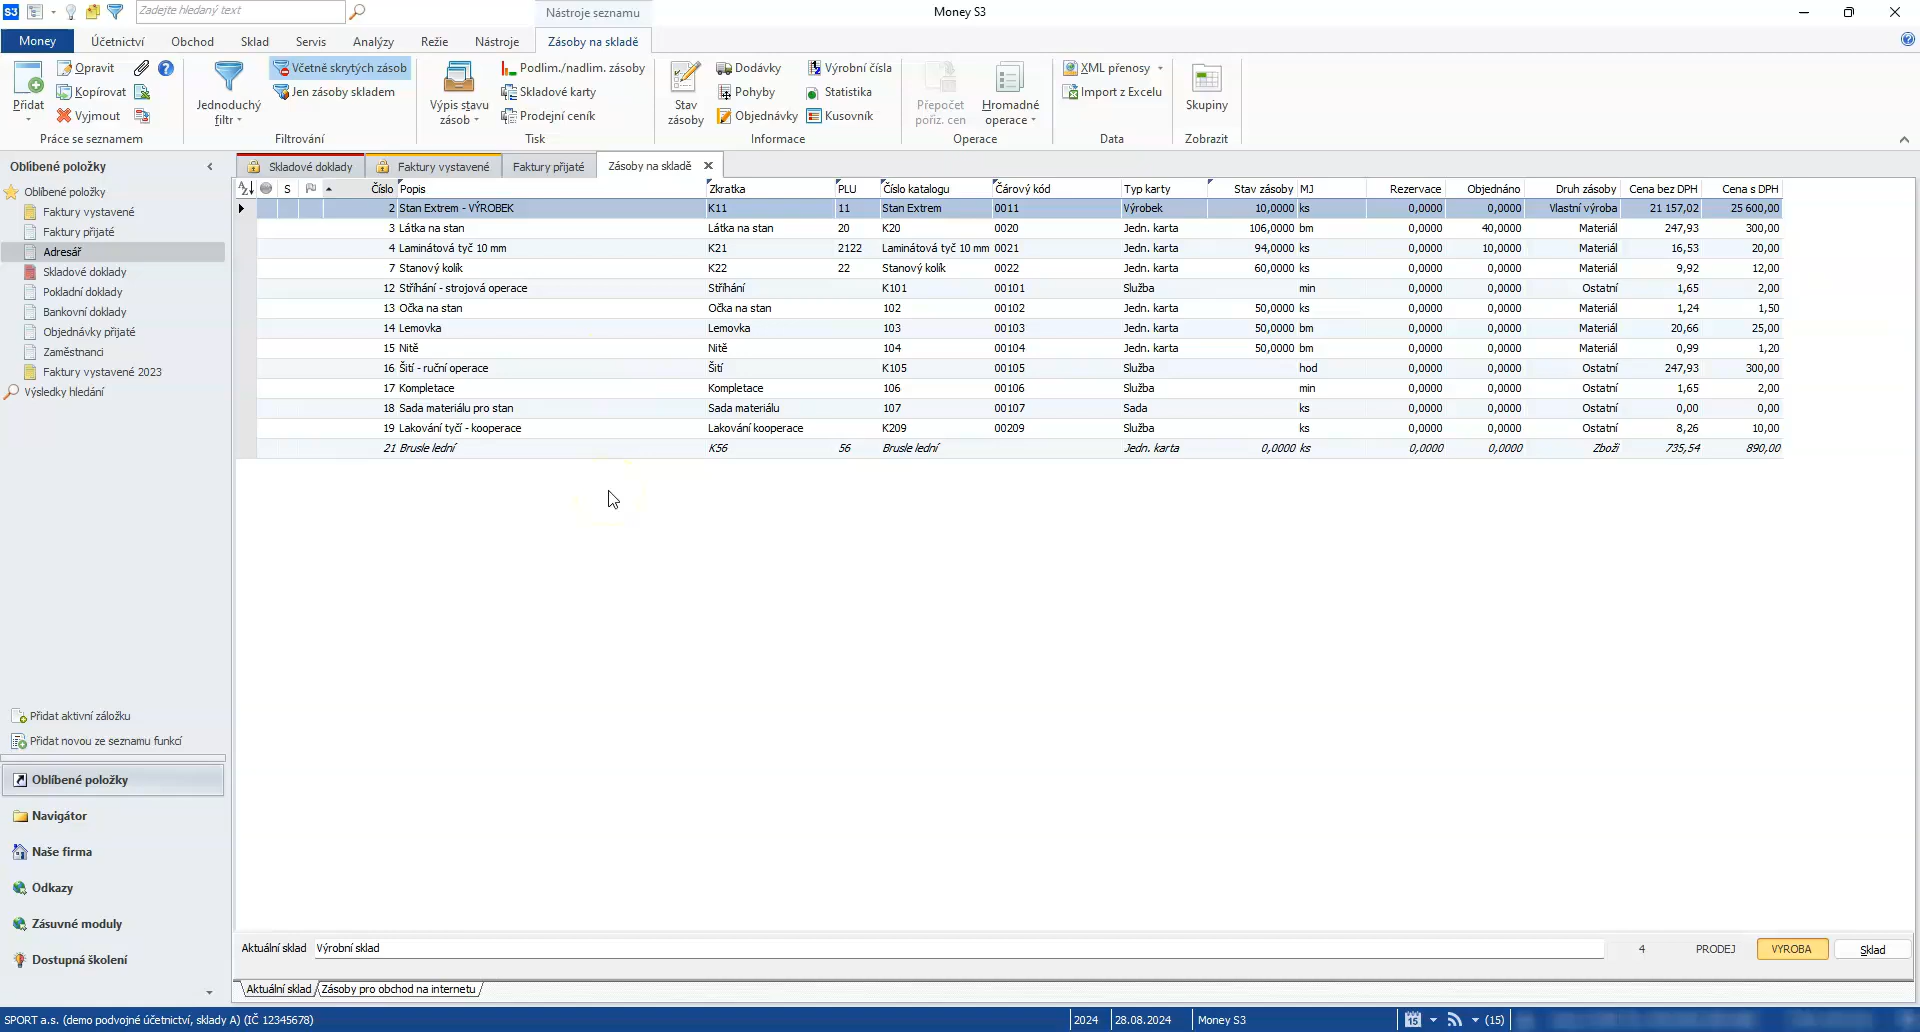 S3 Zadejte hledaný text Nástroje seznamu Money S3
Money Účetnictví Obchod Sklad Servis Analýzy Režie Nástroje Zásoby na skladě
Přidat
Opravit
Kopírovat
Vyjmout
Práce se seznamem
Jednoduchý filtr
Včetně skrytých zásob
Jen zásoby skladem
Filtrování
Výpis stavu zásob
Podlim./nadlim. zásoby
Skladové karty
Prodejní ceník
Tisk
Stav zásoby
Dodávky
Pohyby
Objednávky
Výrobní čísla
Statistika
Kusovník
Informace
Přepočet poříz. cen
Hromadné operace
Operace
XML přenosy
Import z Excelu
Data
Skupiny
Zobrazit
Oblíbené položky
Oblíbené položky
Faktury vystavené
Faktury přijaté
Adresář
Skladové doklady
Pokladní doklady
Bankovní doklady
Objednávky přijaté
Zaměstnanci
Faktury vystavené 2023
Výsledky hledání
Přidat aktivní záložku
Přidat novou ze seznamu funkcí
Oblíbené položky
Navigátor
Naše firma
Odkazy
Zásuvné moduly
Dostupná školení
Skladové doklady Faktury vystavené Faktury přijaté Zásoby na skladě
S Číslo Popis Zkratka PLU Číslo katalogu Čárový kód Typ karty Stav zásoby MJ Rezervace Objednáno Druh zásoby Cena bez DPH Cena s DPH
2 Stan Extrem - VÝROBEK K11 11 Stan Extrem 0011 Výrobek 10,0000 ks 0,0000 0,0000 Vlastní výroba 21 157,02 25 600,00
3 Látka na stan Látka na stan 20 K20 0020 Jedn. karta 106,0000 bm 0,0000 40,0000 Materiál 247,93 300,00
4 Laminátová tyč 10 mm K21 2122 Laminátová tyč 10 mm 0021 Jedn. karta 94,0000 ks 0,0000 10,0000 Materiál 16,53 20,00
7 Stanový kolík K22 22 Stanový kolík 0022 Jedn. karta 60,0000 ks 0,0000 0,0000 Materiál 9,92 12,00
12 Stříhání - strojová operace Stříhání K101 00101 Služba min 0,0000 0,0000 Ostatní 1,65 2,00
13 Očka na stan Očka na stan 102 00102 Jedn. karta 50,0000 ks 0,0000 0,0000 Materiál 1,24 1,50
14 Lemovka Lemovka 103 00103 Jedn. karta 50,0000 bm 0,0000 0,0000 Materiál 20,66 25,00
15 Nitě Nitě 104 00104 Jedn. karta 50,0000 bm 0,0000 0,0000 Materiál 0,99 1,20
16 Šití - ruční operace Šití K105 00105 Služba hod 0,0000 0,0000 Ostatní 247,93 300,00
17 Kompletace Kompletace 106 00106 Služba min 0,0000 0,0000 Ostatní 1,65 2,00
18 Sada materiálu pro stan Sada materiálu 107 00107 Sada ks 0,0000 0,0000 Ostatní 0,00 0,00
19 Lakování tyčí - kooperace Lakování kooperace K209 00209 Služba ks 0,0000 0,0000 Ostatní 8,26 10,00
21 Brusle lední K56 56 Brusle lední Jedn. karta 0,0000 ks 0,0000 0,0000 Zboží 735,54 890,00
Aktuální sklad Výrobní sklad 4 PRODEJ VYROBA Sklad
Aktuální sklad Zásoby pro obchod na internetu
SPORT a.s. (demo podvojné účetnictví, sklady A) (IČ 12345678) 2024 28.08.2024 Money S3 15 (15)